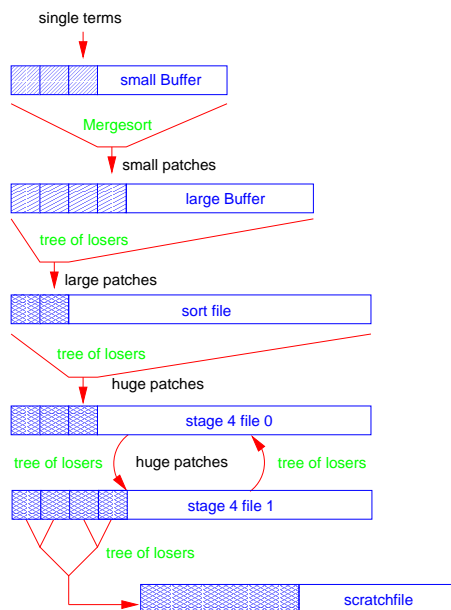 single terms
small Buffer
Mergesort
small patches
large Buffer
tree of losers
large patches
sort file
tree of losers
huge patches
stage 4 file 0
tree of losers
huge patches
tree of losers
stage 4 file 1
tree of losers
scratchfile